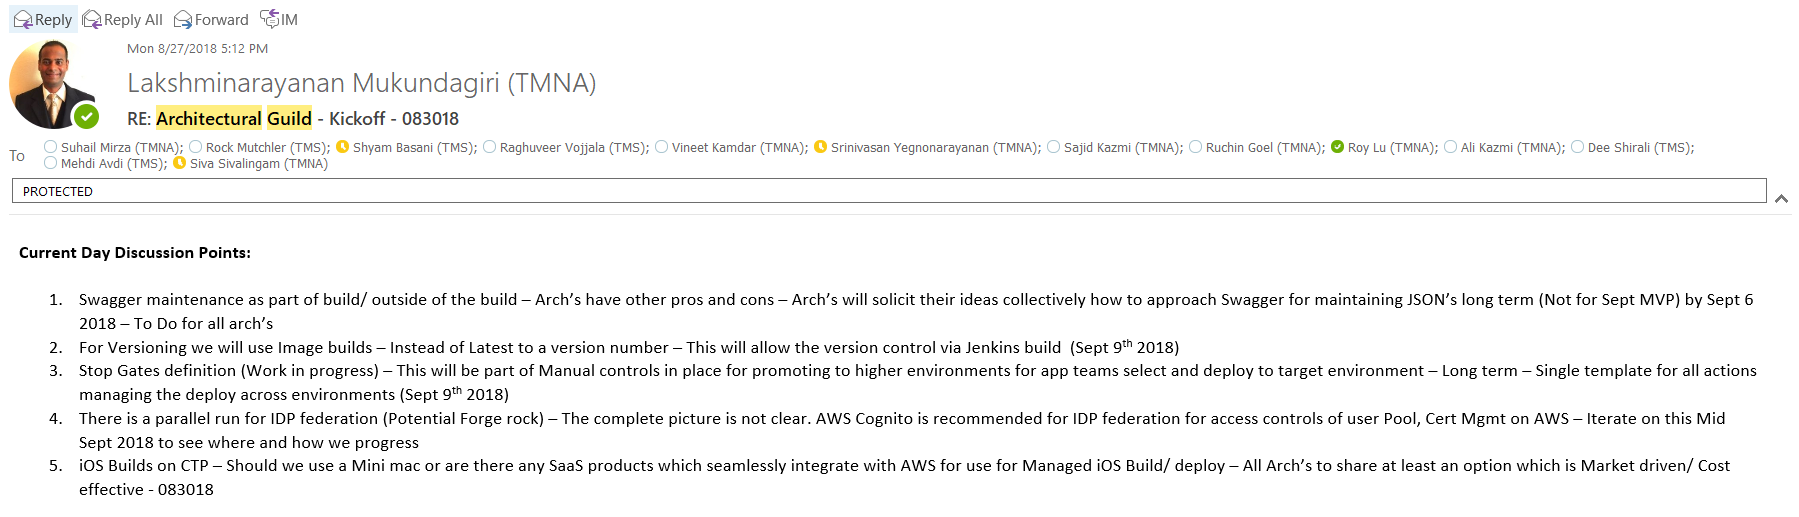 Reply Reply All Forward IM
Mon 8/27/2018 5:12 PM
Lakshminarayanan Mukundagiri (TMNA)
RE: Architectural Guild - Kickoff - 083018
To Suhail Mirza (TMNA); Rock Mutchler (TMS); Shyam Basani (TMS); Raghuveer Vojjala (TMS); Vineet Kamdar (TMNA); Srinivasan Yegnonarayanan (TMNA); Sajid Kazmi (TMNA); Ruchin Goel (TMNA); Roy Lu (TMNA); Ali Kazmi (TMNA); Dee Shirali (TMS);
Mehdi Avdi (TMS); Siva Sivalingam (TMNA)
PROTECTED
Current Day Discussion Points:
1. Swagger maintenance as part of build/ outside of the build – Arch's have other pros and cons – Arch's will solicit their ideas collectively how to approach Swagger for maintaining JSON's long term (Not for Sept MVP) by Sept 6
2018 – To Do for all arch's
2. For Versioning we will use Image builds – Instead of Latest to a version number – This will allow the version control via Jenkins build (Sept 9th 2018)
3. Stop Gates definition (Work in progress) – This will be part of Manual controls in place for promoting to higher environments for app teams select and deploy to target environment – Long term – Single template for all actions
managing the deploy across environments (Sept 9th 2018)
4. There is a parallel run for IDP federation (Potential Forge rock) – The complete picture is not clear. AWS Cognito is recommended for IDP federation for access controls of user Pool, Cert Mgmt on AWS – Iterate on this Mid
Sept 2018 to see where and how we progress
5. iOS Builds on CTP – Should we use a Mini mac or are there any SaaS products which seamlessly integrate with AWS for use for Managed iOS Build/ deploy – All Arch's to share at least an option which is Market driven/ Cost
effective - 083018